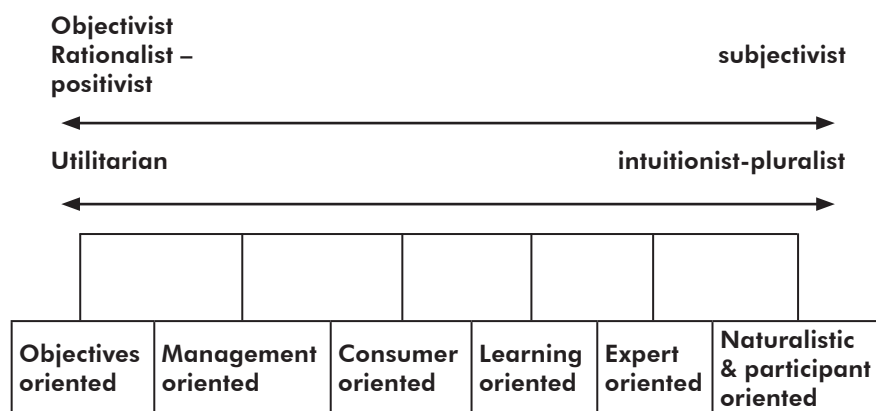 Objectivist
Rationalist –
positivist
subjectivist
Utilitarian
intuitionist-pluralist
Objectives
oriented
Management
oriented
Consumer
oriented
Learning
oriented
Expert
oriented
Naturalistic
& participant
oriented